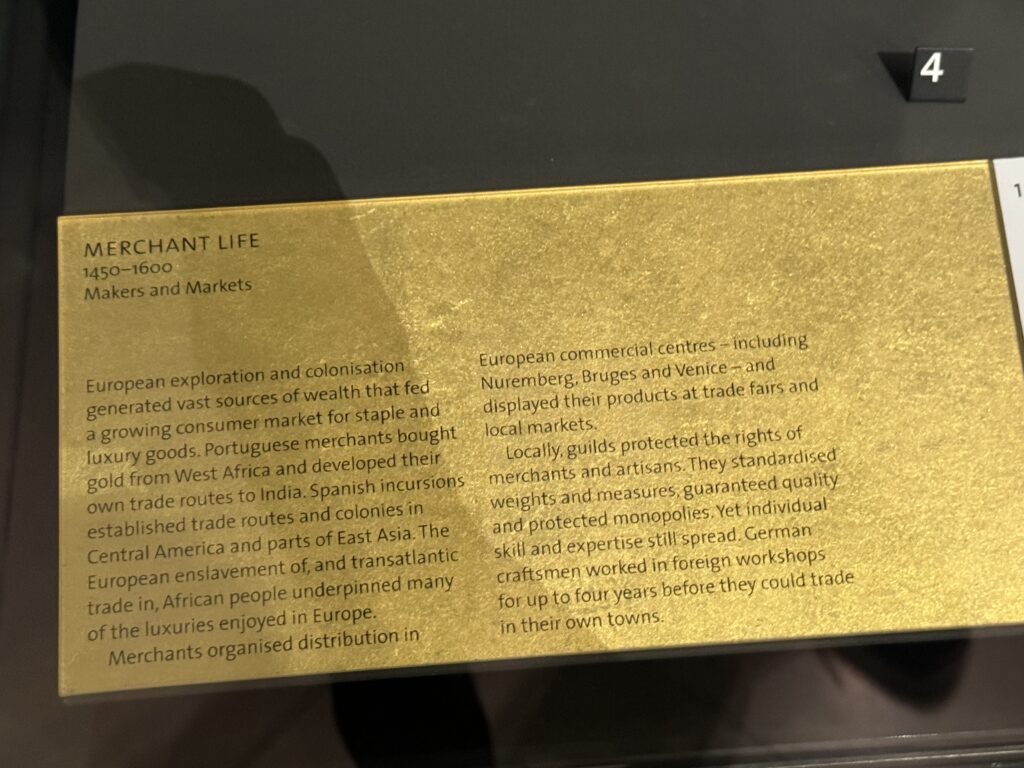 4
1
MERCHANT LIFE
1450–1600
Makers and Markets
European exploration and colonisation
generated vast sources of wealth that fed
a growing consumer market for staple and
luxury goods. Portuguese merchants bought
gold from West Africa and developed their
own trade routes to India. Spanish incursions
established trade routes and colonies in
Central America and parts of East Asia. The
European enslavement of, and transatlantic
trade in, African people underpinned many
of the luxuries enjoyed in Europe.
Merchants organised distribution in
European commercial centres – including
Nuremberg, Bruges and Venice – and
displayed their products at trade fairs and
local markets.
Locally, guilds protected the rights of
merchants and artisans. They standardised
weights and measures, guaranteed quality
and protected monopolies. Yet individual
skill and expertise still spread. German
craftsmen worked in foreign workshops
for up to four years before they could trade
in their own towns.